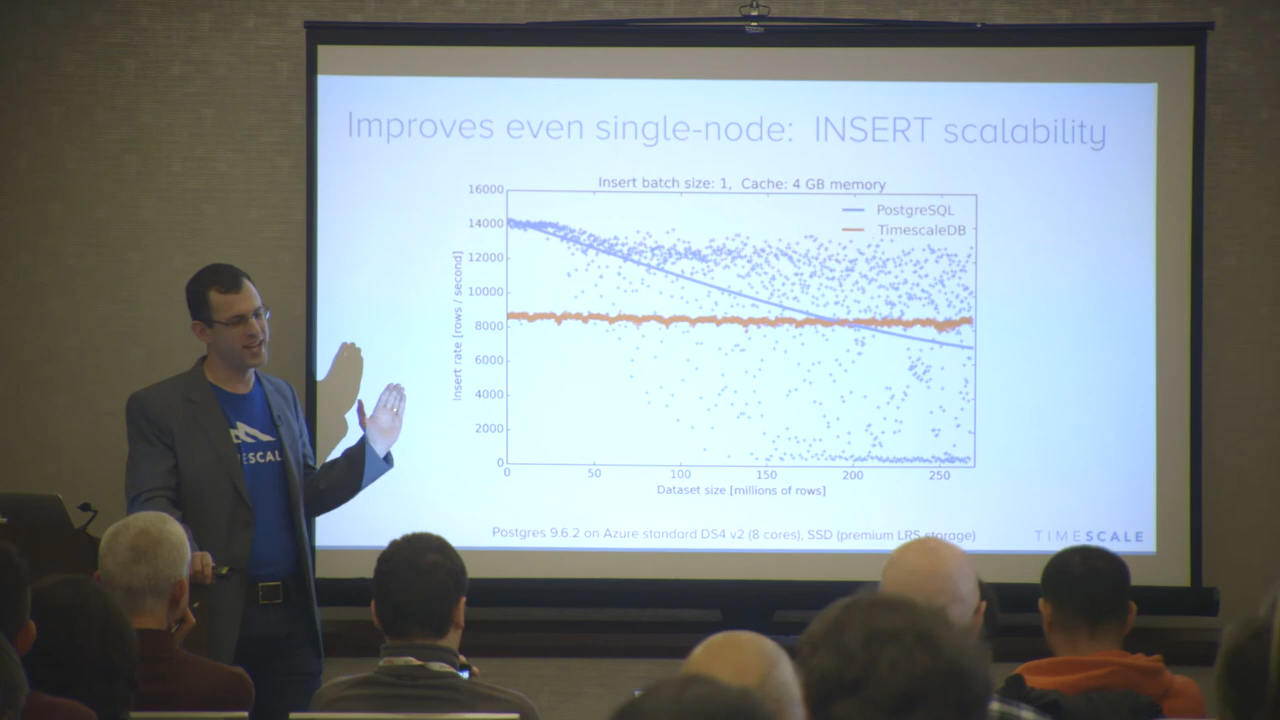 Improves even single-node: INSERT scalability
Insert batch size: 1, Cache: 4 GB memory
PostgreSQL
TimescaleDB
Insert rate [rows / second]
16000
14000
12000
10000
8000
6000
4000
2000
0
0 50 100 150 200 250
Dataset size [millions of rows]
Postgres 9.6.2 on Azure standard DS4 v2 (8 cores), SSD (premium LRS storage)
TIMESCALE
ESCAL